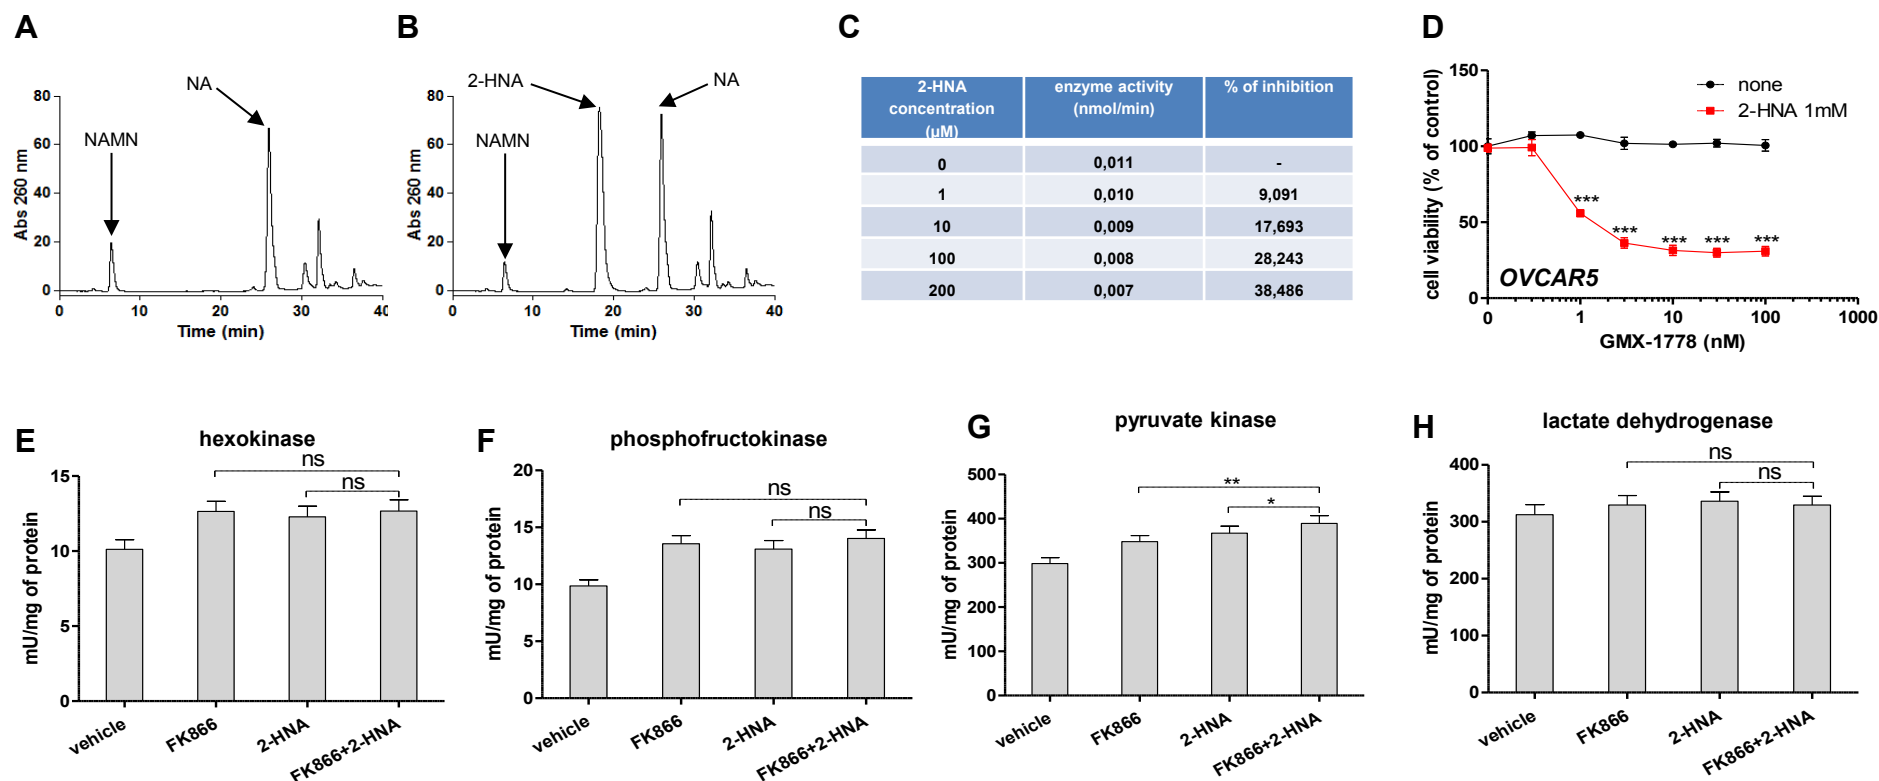 A
NA
NAMN
Abs 260 nm
80
60
40
20
0
0 10 20 30 40
Time (min)
B
2-HNA
NA
NAMN
Abs 260 nm
80
60
40
20
0
0 10 20 30 40
Time (min)
C
2-HNA concentration (µM) enzyme activity (nmol/min) % of inhibition
0 0,011 -
1 0,010 9,091
10 0,009 17,693
100 0,008 28,243
200 0,007 38,486
D
cell viability (% of control)
150
100
50
0
none
2-HNA 1mM
*** *** *** *** ***
OVCAR5
0 1 10 100 1000
GMX-1778 (nM)
E
hexokinase
mU/mg of protein
15
10
5
0
ns
ns
vehicle FK866 2-HNA FK866+2-HNA
F
phosphofructokinase
mU/mg of protein
20
15
10
5
0
ns
ns
vehicle FK866 2-HNA FK866+2-HNA
G
pyruvate kinase
mU/mg of protein
500
400
300
200
100
0
**
*
vehicle FK866 2-HNA FK866+2-HNA
H
lactate dehydrogenase
mU/mg of protein
400
300
200
100
0
ns
ns
vehicle FK866 2-HNA FK866+2-HNA